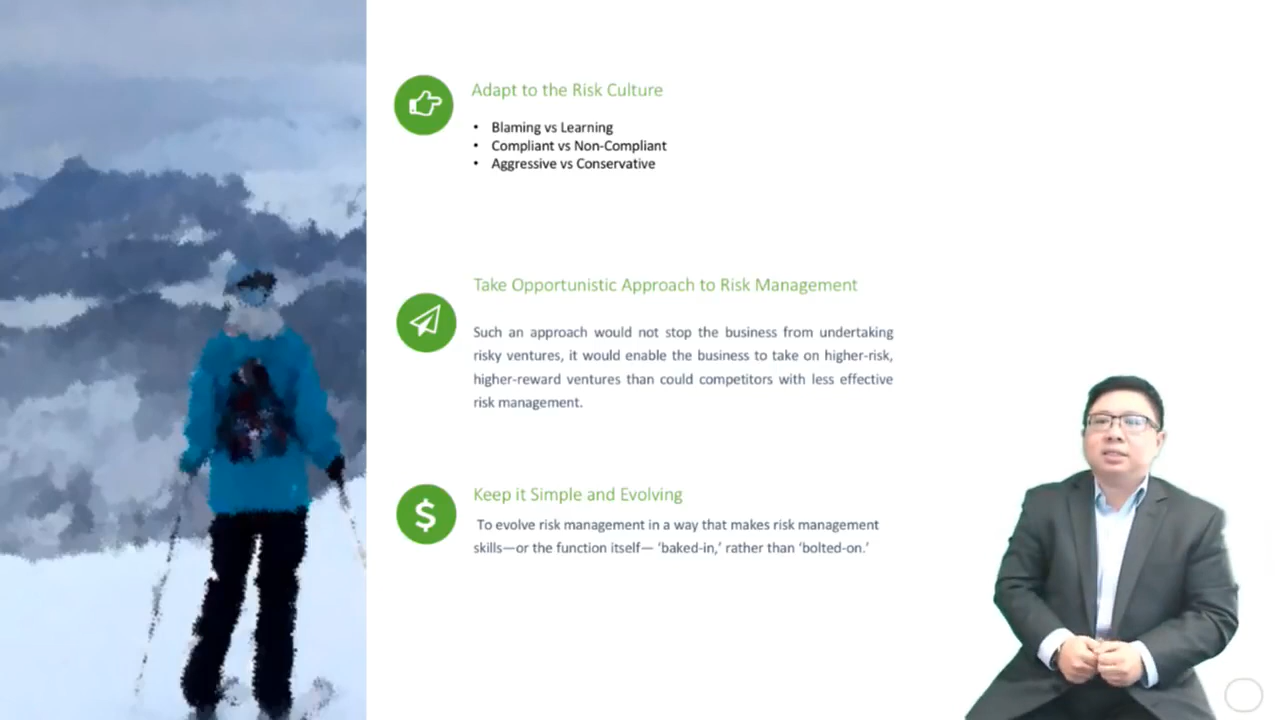 Adapt to the Risk Culture
• Blaming vs Learning
• Compliant vs Non-Compliant
• Aggressive vs Conservative
Take Opportunistic Approach to Risk Management
Such an approach would not stop the business from undertaking
risky ventures, it would enable the business to take on higher-risk,
higher-reward ventures than could competitors with less effective
risk management.
$
Keep it Simple and Evolving
To evolve risk management in a way that makes risk management
skills—or the function itself— ‘baked-in,’ rather than ‘bolted-on.’